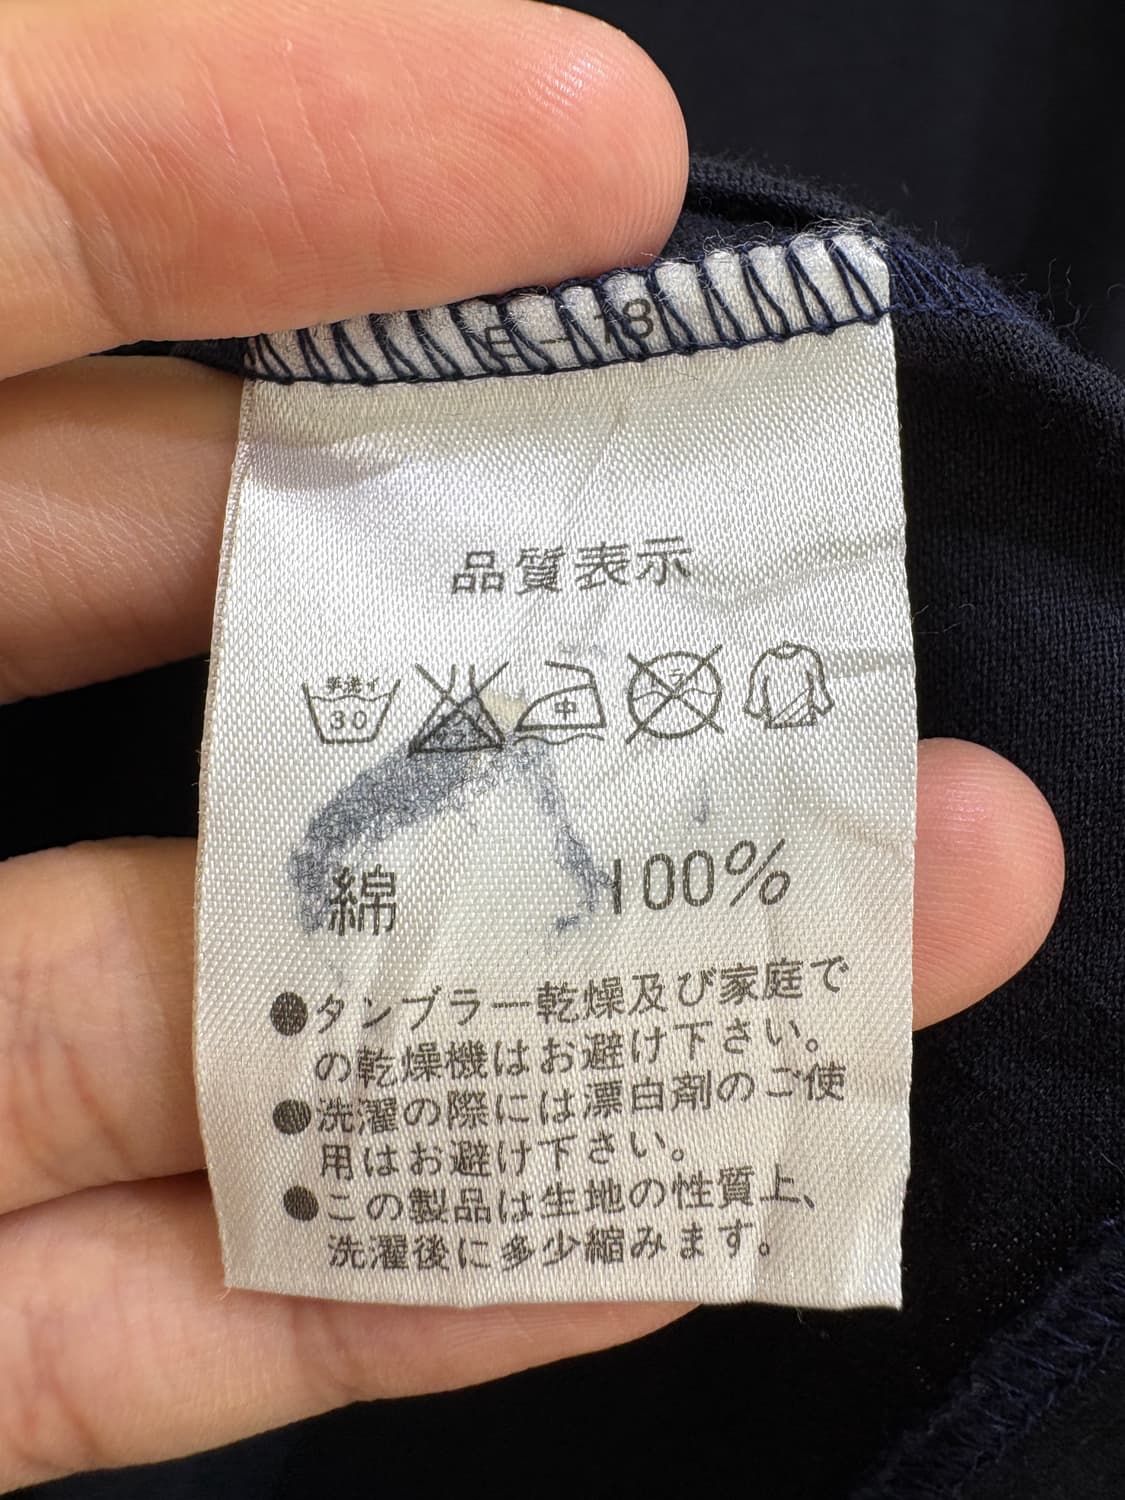 品質表示
手洗イ
30
中
綿 100%
●タンブラー乾燥及び家庭で
の乾燥機はお避け下さい。
●洗濯の際には漂白剤のご使
用はお避け下さい。
●この製品は生地の性質上、
洗濯後に多少縮みます。